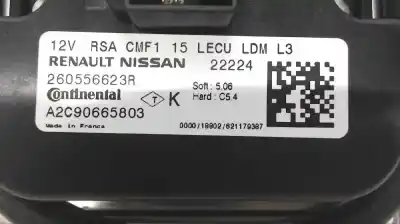 12V RSA CMF1 15 LECU LDM L3
RENAULT NISSAN 22224
260556623R
Soft : 5.06
Continental T K Hard : C5.4
A2C90665803
Made in France 0000/18802/621179387